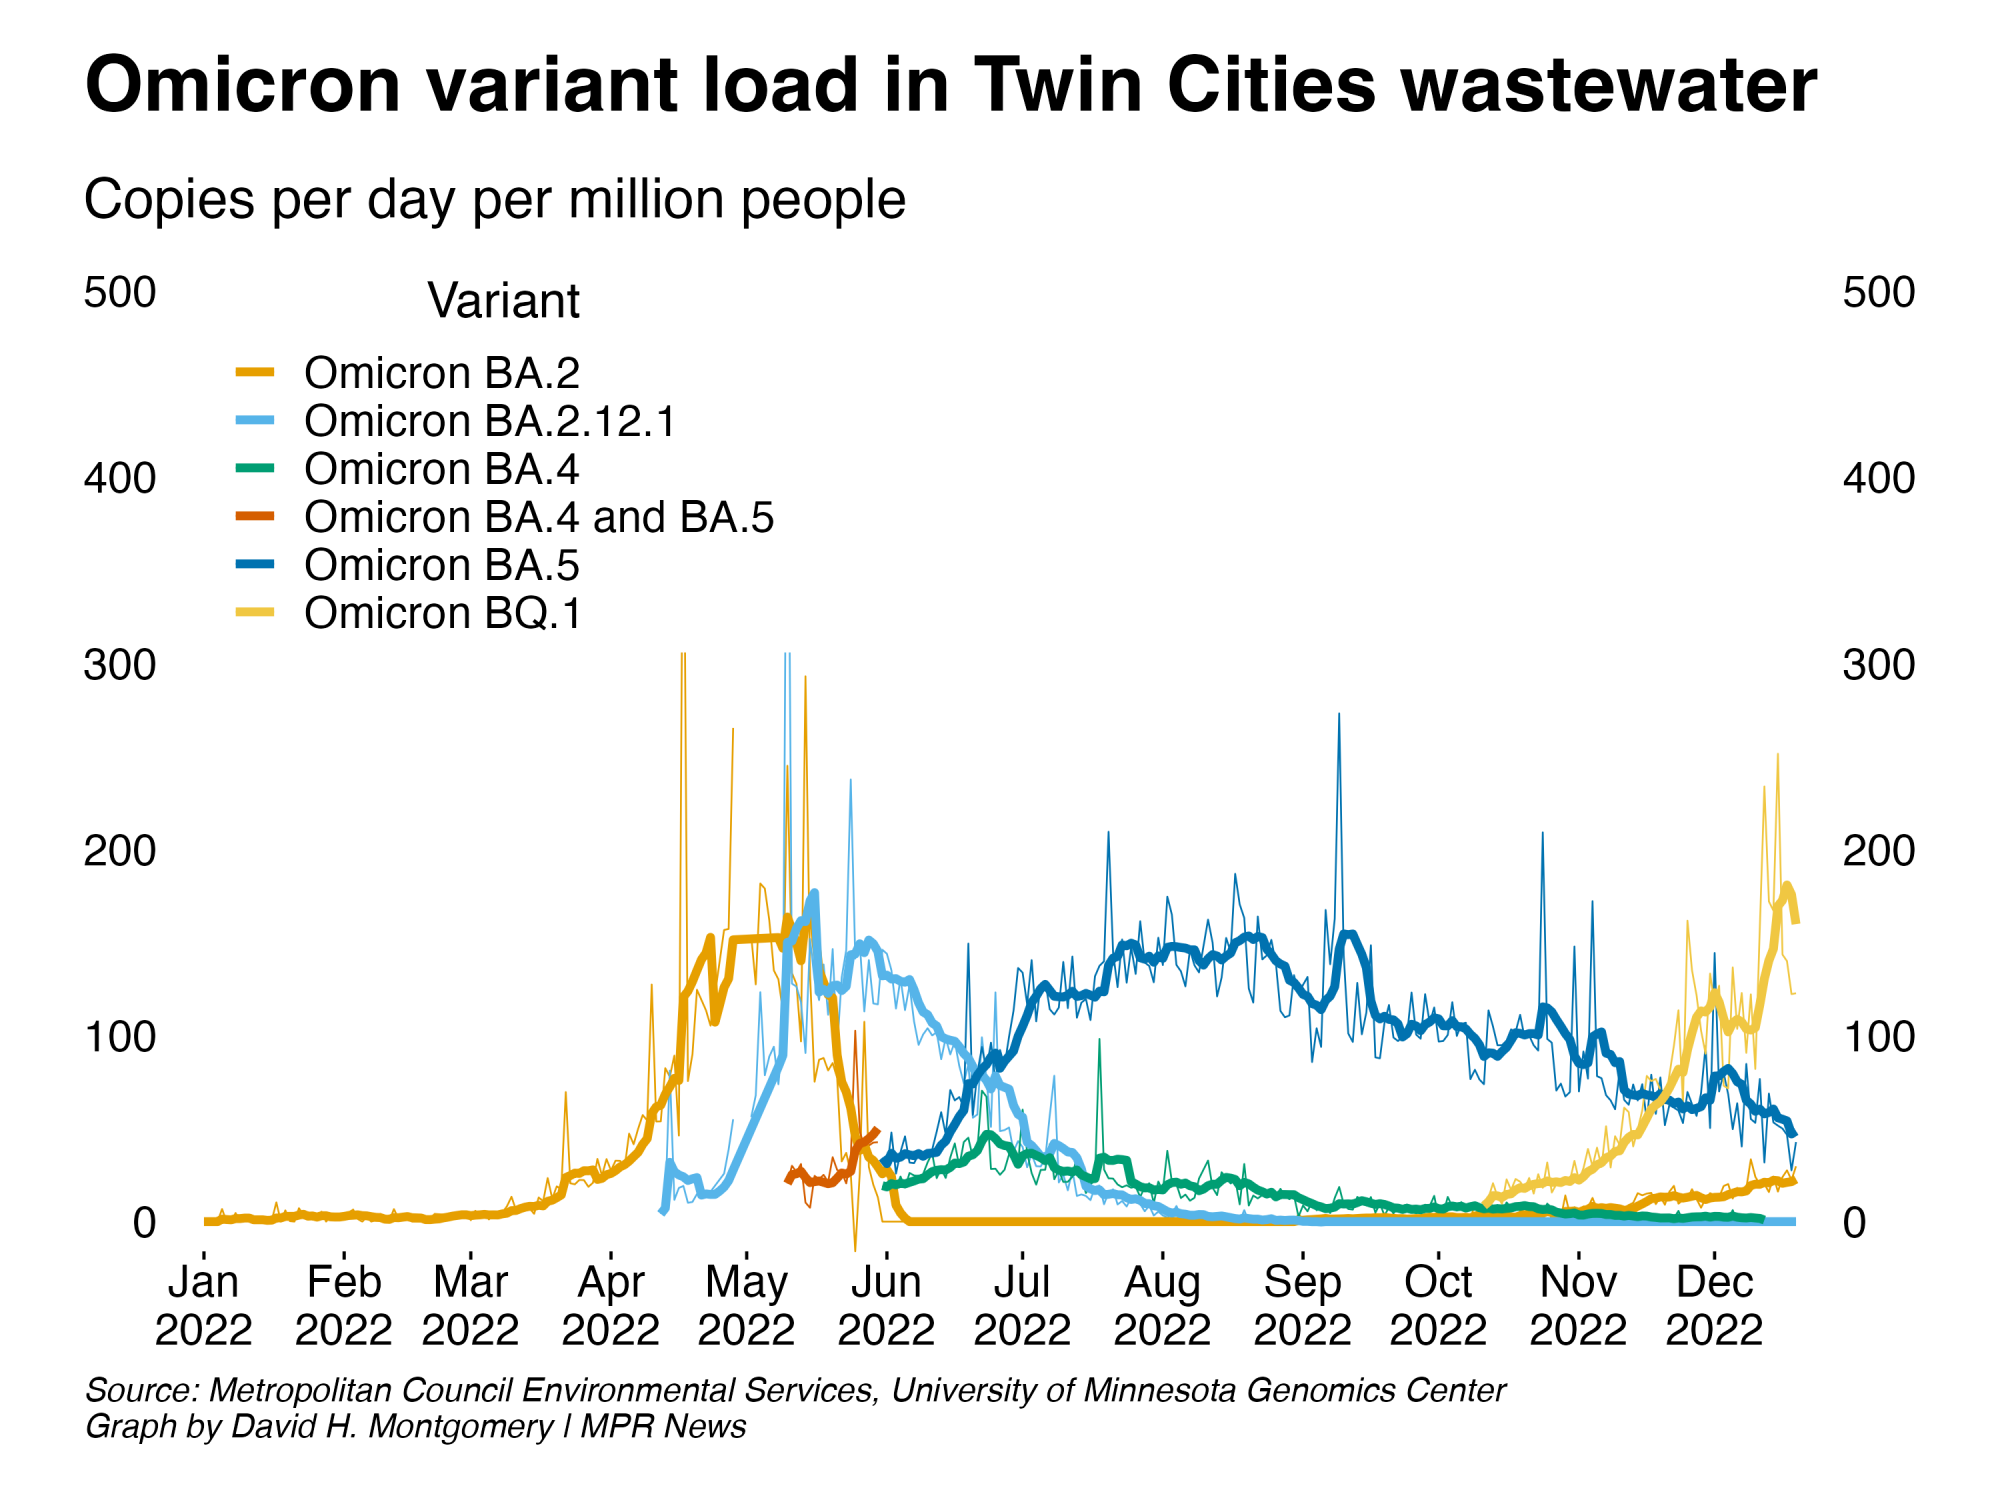 Omicron variant load in Twin Cities wastewater
Copies per day per million people
500
500
Variant
Omicron BA.2
Omicron BA.2.12.1
400
400
Omicron BA.4
Omicron BA.4 and BA.5
Omicron BA.5
Omicron BQ.1
300
300
200
200
100
100
0
0
Jan Feb Mar Apr May Jun Jul Aug Sep Oct Nov Dec
2022 2022 2022 2022 2022 2022 2022 2022 2022 2022 2022 2022
Source: Metropolitan Council Environmental Services, University of Minnesota Genomics Center
Graph by David H. Montgomery | MPR News